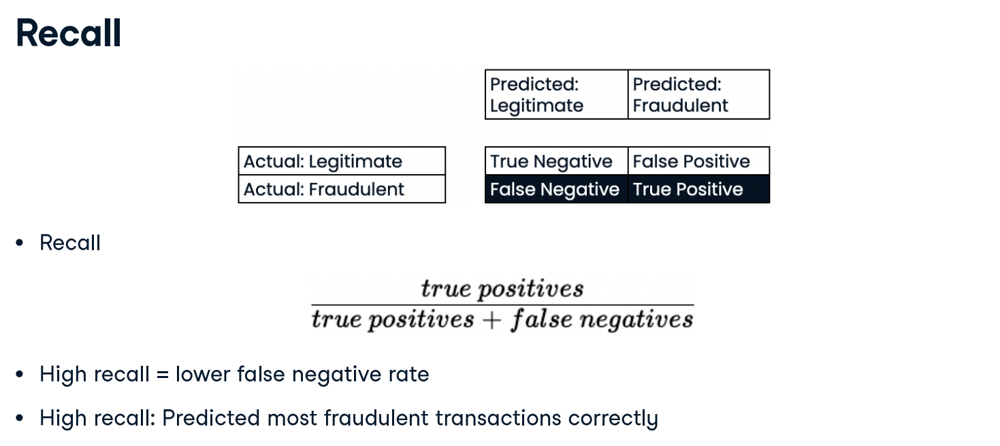 Recall
Predicted: Predicted:
Legitimate Fraudulent
Actual: Legitimate True Negative False Positive
Actual: Fraudulent False Negative True Positive
• Recall
true positives
true positives + false negatives
• High recall = lower false negative rate
• High recall: Predicted most fraudulent transactions correctly